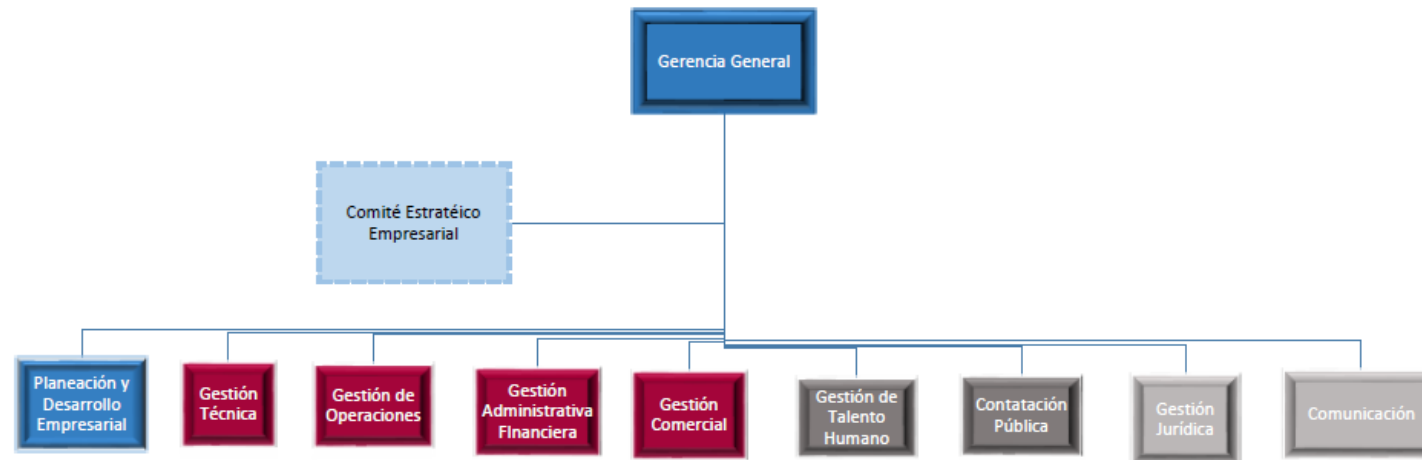 Gerencia General
Comité Estratéico
Empresarial
Planeación y
Desarrollo
Empresarial
Gestión
Técnica
Gestión de
Operaciones
Gestión
Administrativa
FInanciera
Gestión
Comercial
Gestión de
Talento
Humano
Contatación
Pública
Gestión
Jurídica
Comunicación